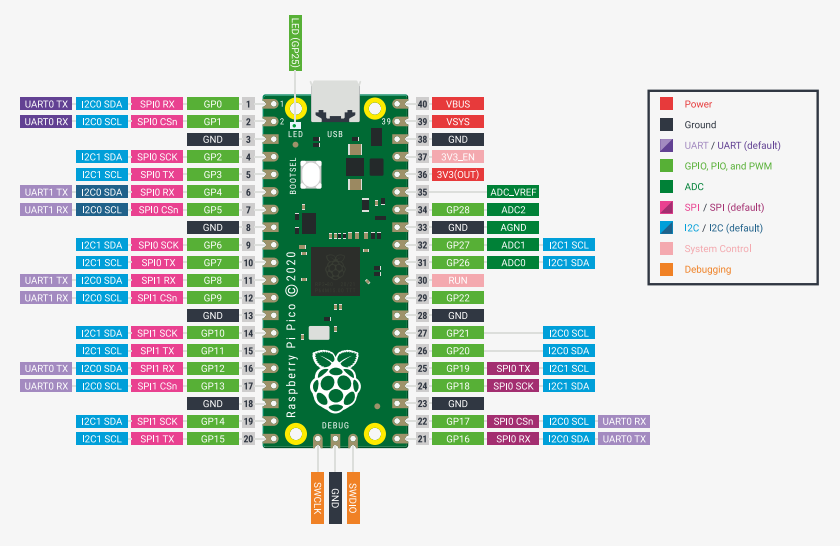 LED (GP25)
UART0 TX I2C0 SDA SPI0 RX GP0 1
UART0 RX I2C0 SCL SPI0 CSn GP1 2
GND 3
I2C1 SDA SPI0 SCK GP2 4
I2C1 SCL SPI0 TX GP3 5
UART1 TX I2C0 SDA SPI0 RX GP4 6
UART1 RX I2C0 SCL SPI0 CSn GP5 7
GND 8
I2C1 SDA SPI0 SCK GP6 9
I2C1 SCL SPI0 TX GP7 10
UART1 TX I2C0 SDA SPI1 RX GP8 11
UART1 RX I2C0 SCL SPI1 CSn GP9 12
GND 13
I2C1 SDA SPI1 SCK GP10 14
I2C1 SCL SPI1 TX GP11 15
UART0 TX I2C0 SDA SPI1 RX GP12 16
UART0 RX I2C0 SCL SPI1 CSn GP13 17
GND 18
I2C1 SDA SPI1 SCK GP14 19
I2C1 SCL SPI1 TX GP15 20
1
2
39
LED
USB
BOOTSEL
Raspberry Pi Pico ©2020
DEBUG
SWCLK
GND
SWDIO
40 VBUS
39 VSYS
38 GND
37 3V3_EN
36 3V3(OUT)
35 ADC_VREF
34 GP28 ADC2
33 GND AGND
32 GP27 ADC1 I2C1 SCL
31 GP26 ADC0 I2C1 SDA
30 RUN
29 GP22
28 GND
27 GP21 I2C0 SCL
26 GP20 I2C0 SDA
25 GP19 SPI0 TX I2C1 SCL
24 GP18 SPI0 SCK I2C1 SDA
23 GND
22 GP17 SPI0 CSn I2C0 SCL UART0 RX
21 GP16 SPI0 RX I2C0 SDA UART0 TX
Power
Ground
UART / UART (default)
GPIO, PIO, and PWM
ADC
SPI / SPI (default)
I2C / I2C (default)
System Control
Debugging